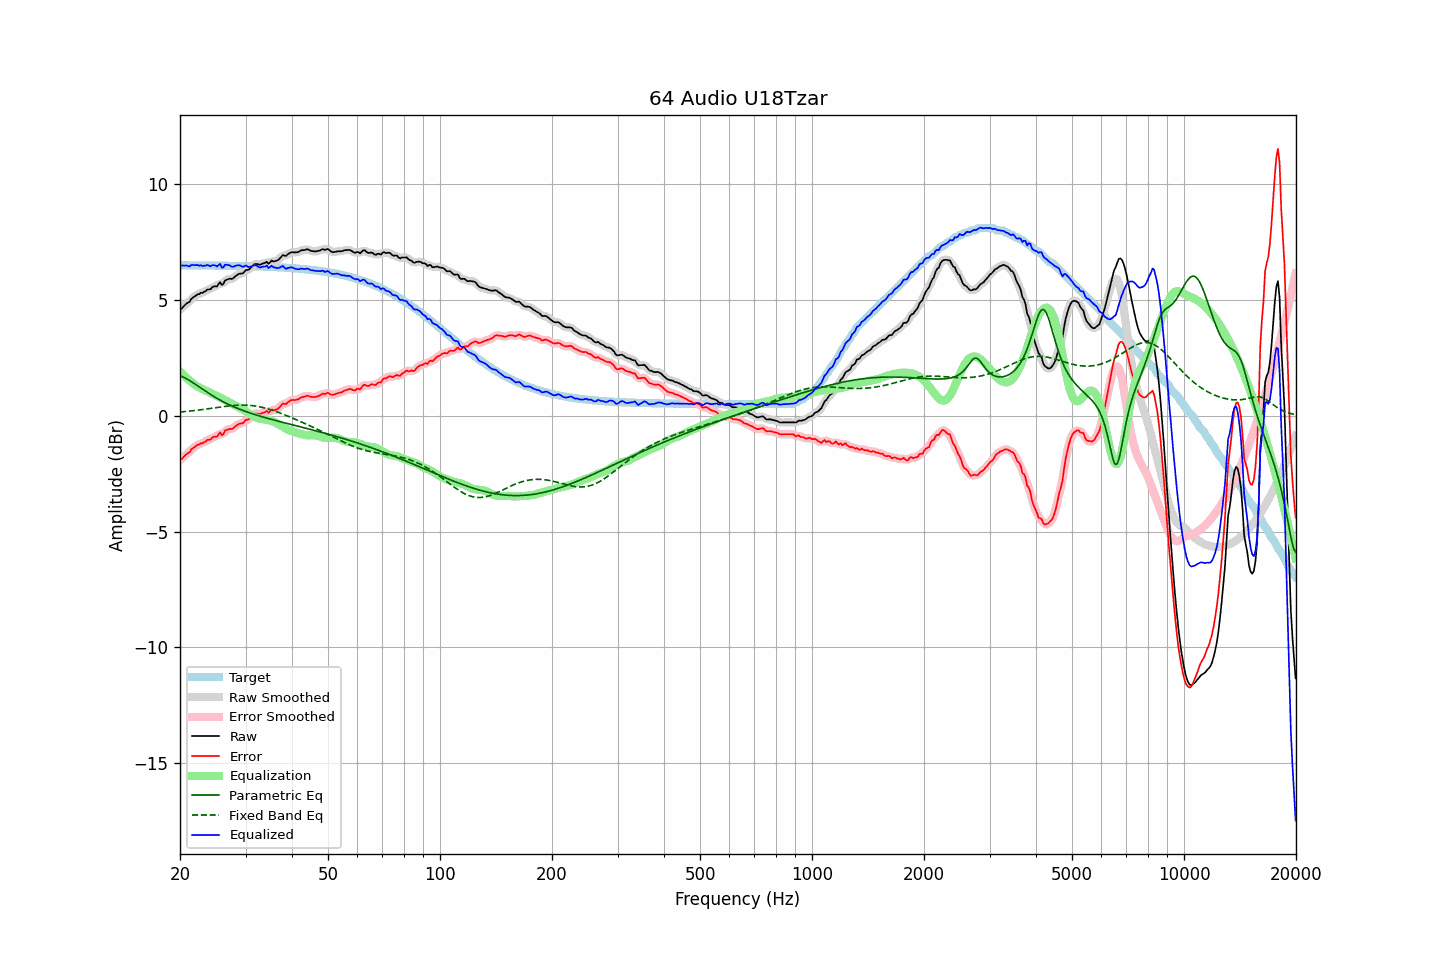 64 Audio U18Tzar
10
5
0
−5
−10
−15
Amplitude (dBr)
Target
Raw Smoothed
Error Smoothed
Raw
Error
Equalization
Parametric Eq
Fixed Band Eq
Equalized
20 50 100 200 500 1000 2000 5000 10000 20000
Frequency (Hz)